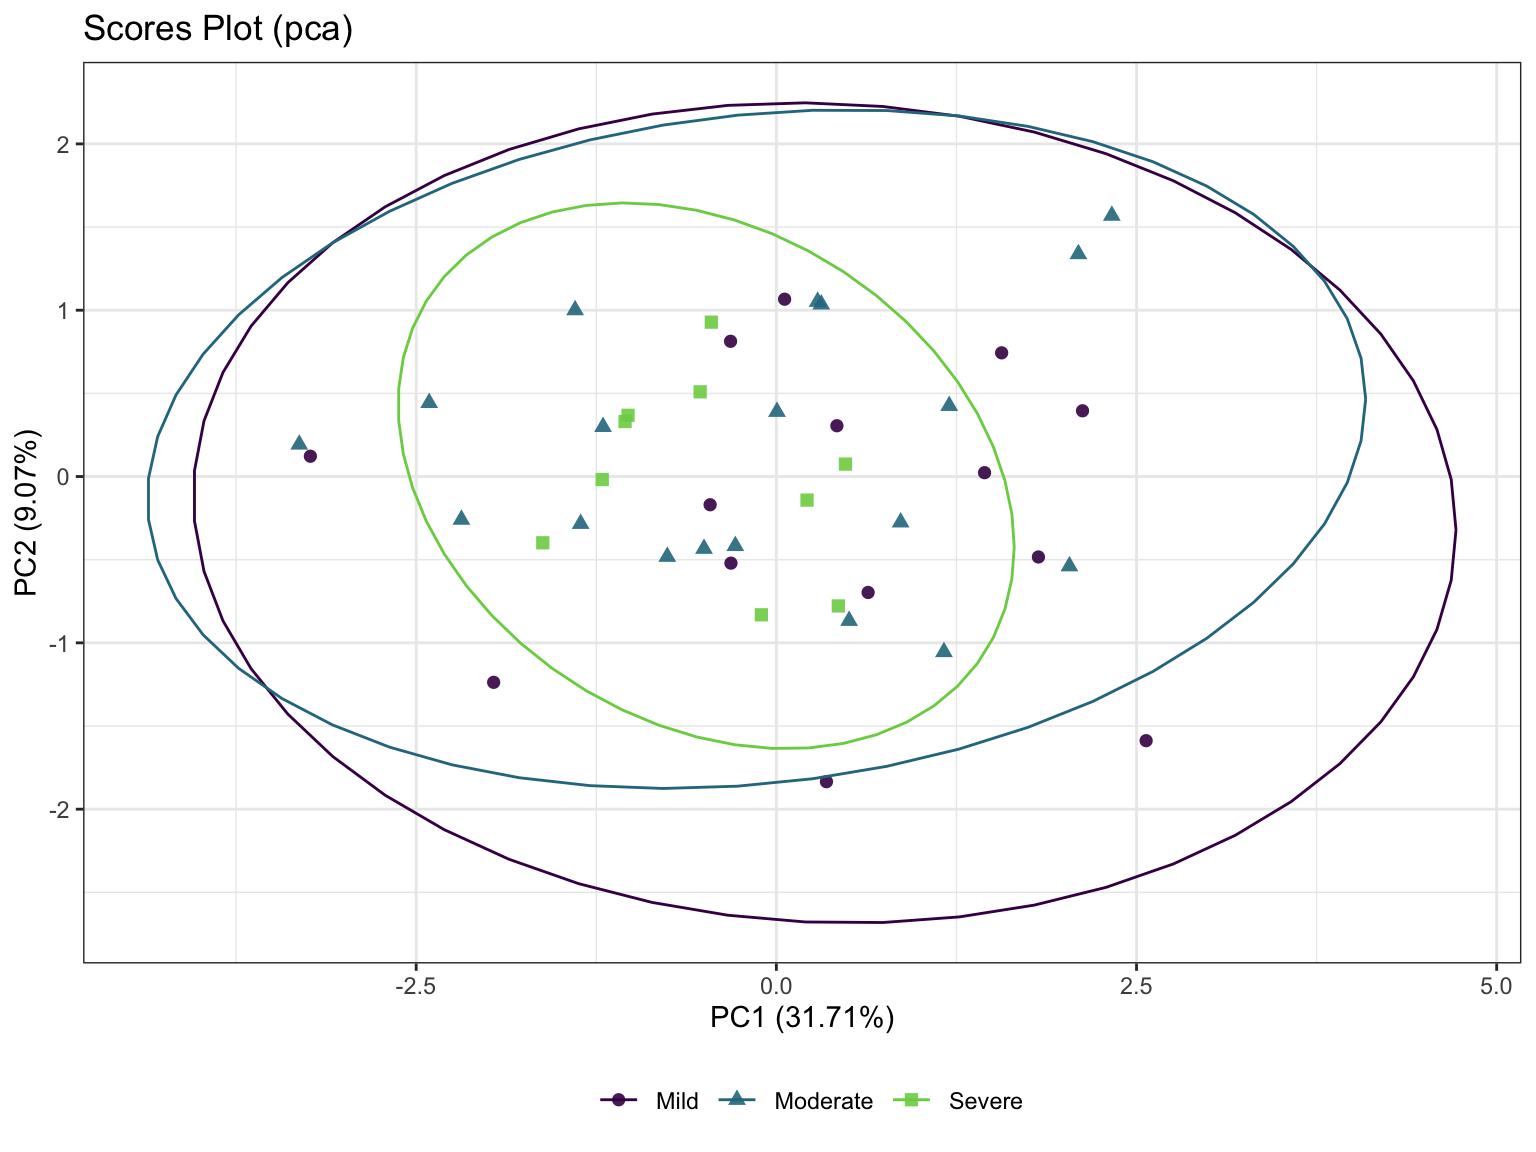 Scores Plot (pca)
2
1
0
-1
-2
PC2 (9.07%)
-2.5 0.0 2.5 5.0
PC1 (31.71%)
Mild Moderate Severe